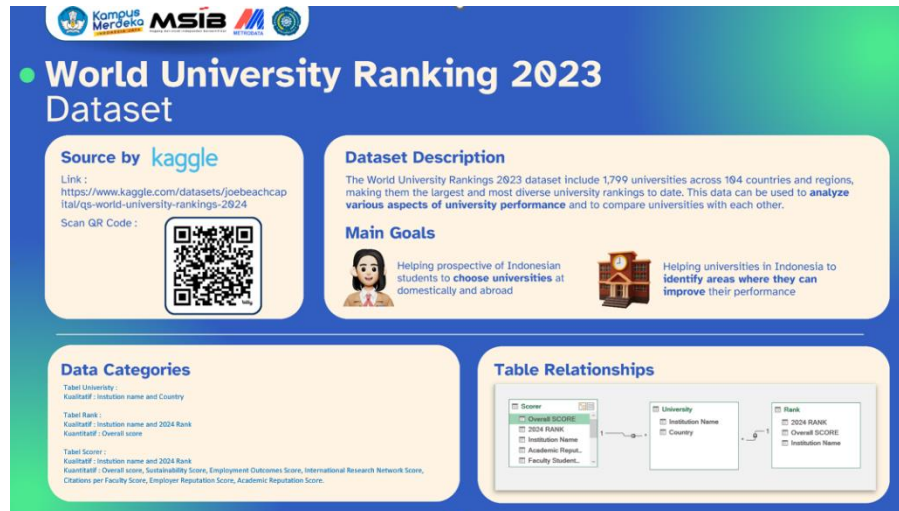 Kampus
Merdeka
INDONESIA JAYA
MSIB
METRODATA
World University Ranking 2023
Dataset
Source by kaggle
Link :
https://www.kaggle.com/datasets/joebeachcap
ital/qs-world-university-rankings-2024
Scan QR Code :
Dataset Description
The World University Rankings 2023 dataset include 1,799 universities across 104 countries and regions,
making them the largest and most diverse university rankings to date. This data can be used to analyze
various aspects of university performance and to compare universities with each other.
Main Goals
Helping prospective of Indonesian
students to choose universities at
domestically and abroad
Helping universities in Indonesia to
identify areas where they can
improve their performance
Data Categories
Tabel Univeristy :
Kualitatif : Instution name and Country
Tabel Rank :
Kualitatif : Instution name and 2024 Rank
Kuantitatif : Overall score
Tabel Scorer :
Kualitatif : Instution name and 2024 Rank
Kuantitatif : Overall score, Sustainability Score, Employment Outcomes Score, International Research Network Score,
Citations per Faculty Score, Employer Reputation Score, Academic Reputation Score.
Table Relationships
Scorer
Overall SCORE
2024 RANK
Institution Name
Academic Reput..
Faculty Student..
1
University
Institution Name
Country
1
Rank
2024 RANK
Overall SCORE
Institution Name